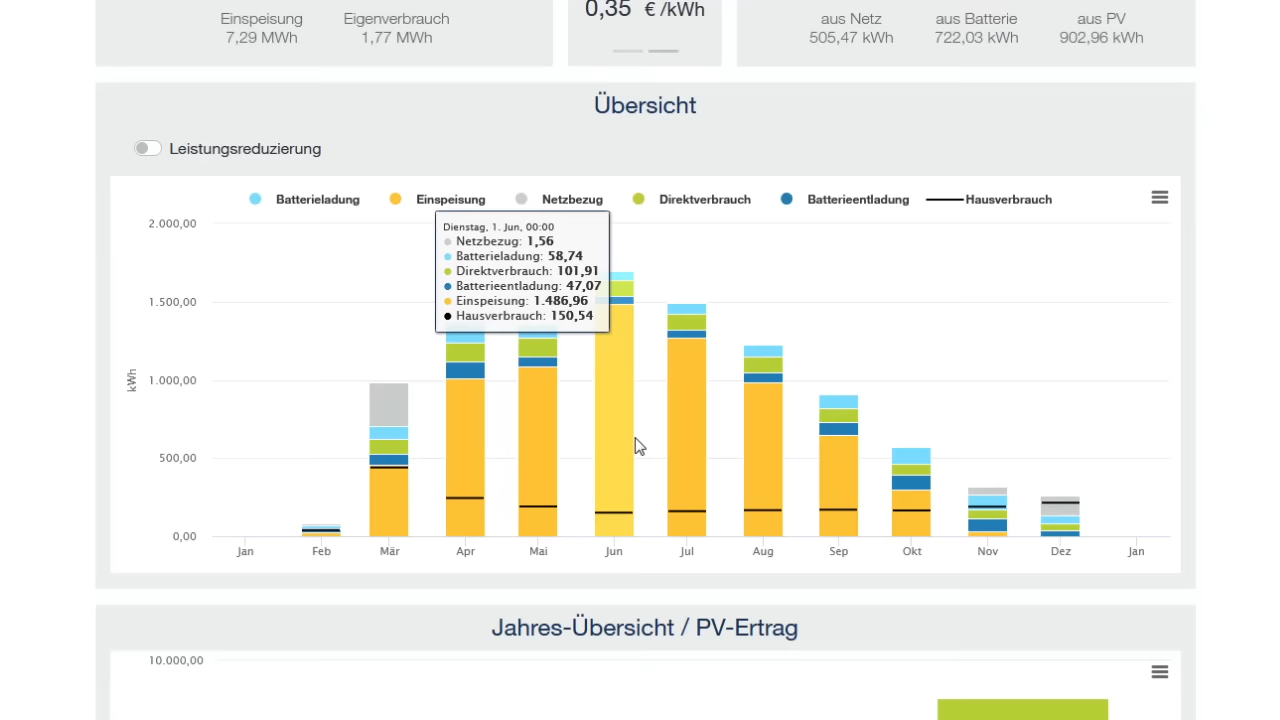 0,35 € /kWh
Einspeisung Eigenverbrauch
7,29 MWh 1,77 MWh
aus Netz aus Batterie aus PV
505,47 kWh 722,03 kWh 902,96 kWh
Übersicht
Leistungsreduzierung
Batterieladung Einspeisung Netzbezug Direktverbrauch Batterieentladung Hausverbrauch
2.000,00
1.500,00
1.000,00
500,00
0,00
kWh
Dienstag, 1. Jun, 00:00
Netzbezug: 1,56
Batterieladung: 58,74
Direktverbrauch: 101,91
Batterieentladung: 47,07
Einspeisung: 1.486,96
Hausverbrauch: 150,54
Jan Feb Mär Apr Mai Jun Jul Aug Sep Okt Nov Dez Jan
Jahres-Übersicht / PV-Ertrag
10.000,00